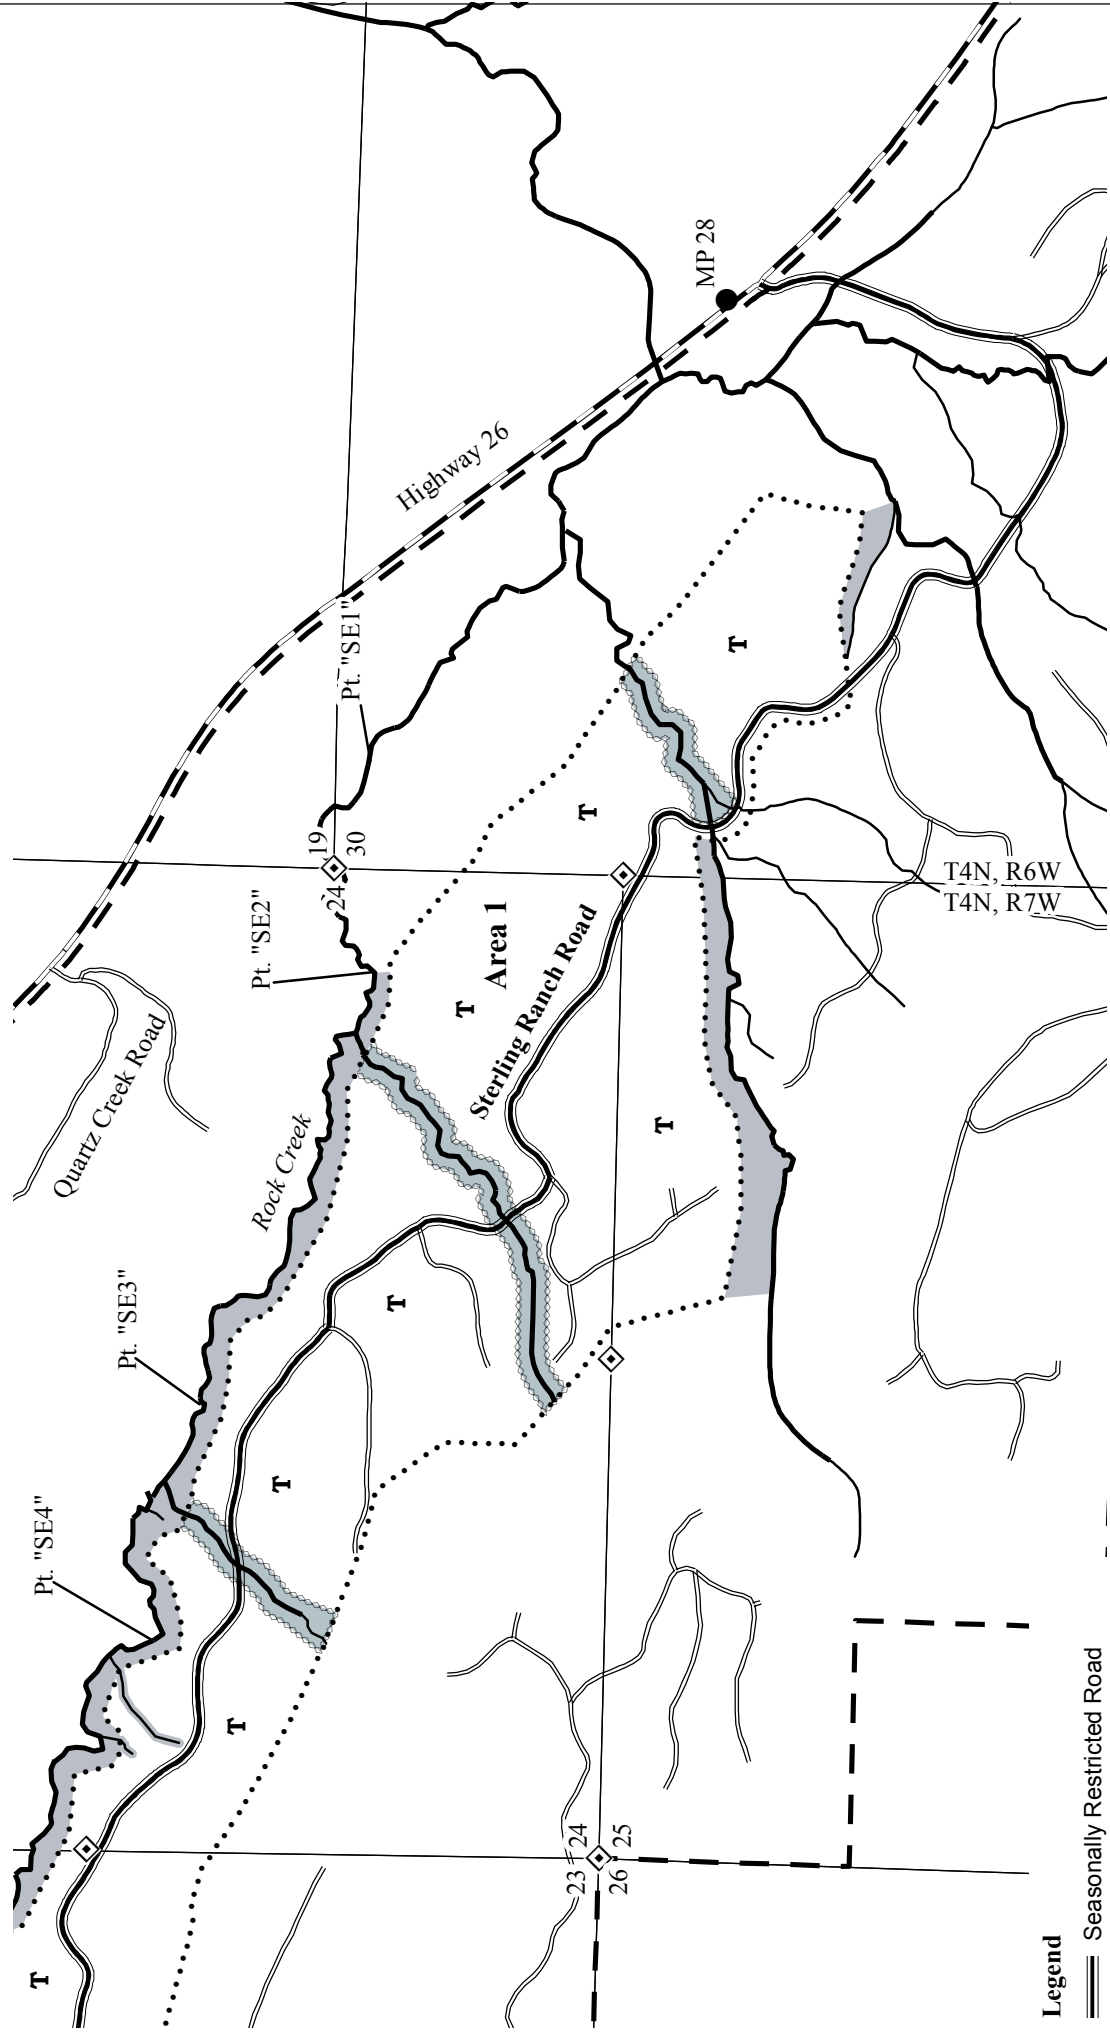 MP 28
Highway 26
Pt. "SE1"
19
30
24
T4N, R6W
T4N, R7W
Pt. "SE2"
Area 1
T
T
T
Sterling Ranch Road
Quartz Creek Road
Rock Creek
T
T
Pt. "SE3"
T
Pt. "SE4"
T
T
23 24
26 25
Legend
Seasonally Restricted Road